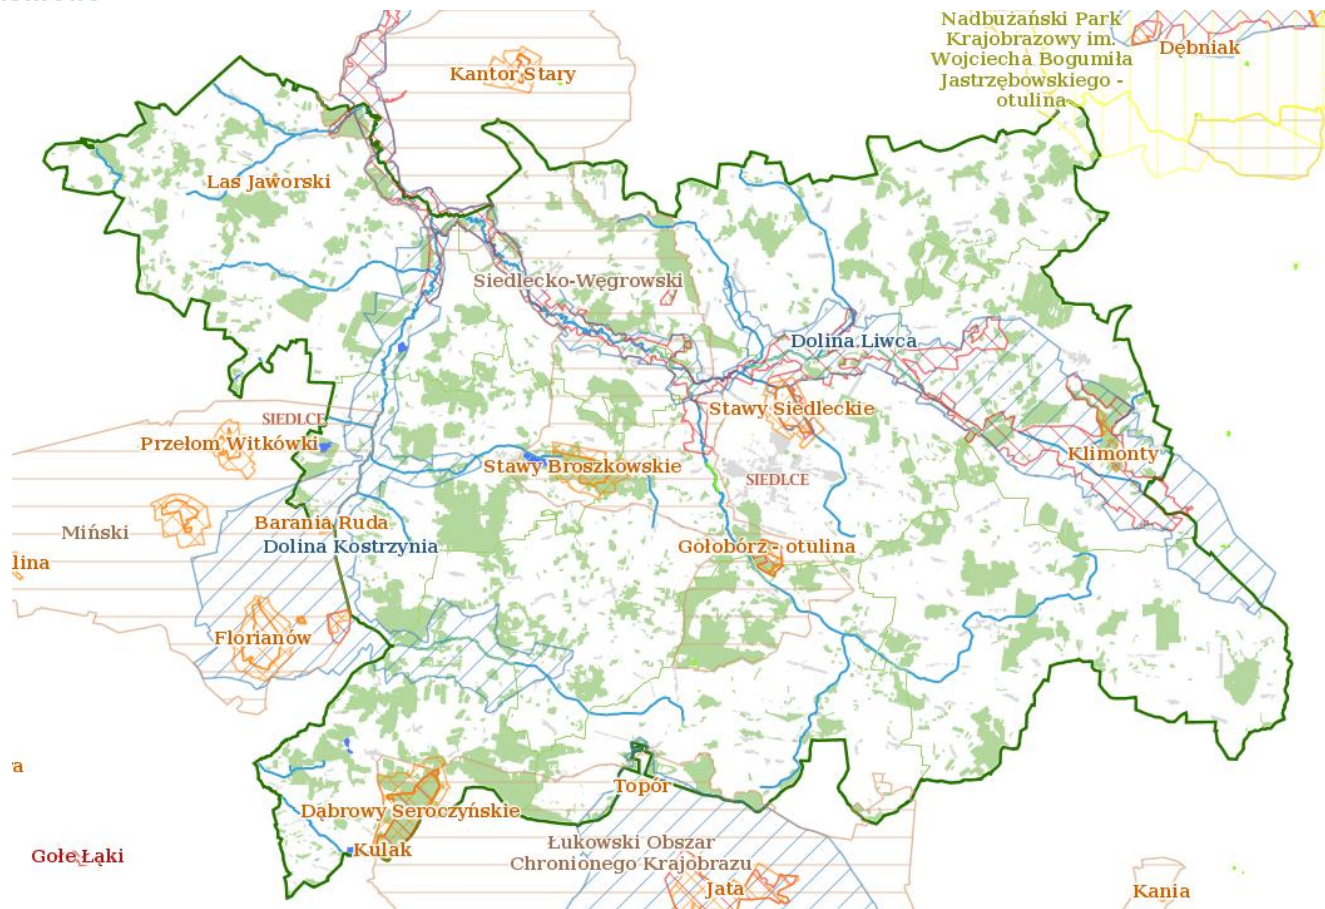 Nadbużański Park
Krajobrazowy im.
Wojciecha Bogumiła
Jastrzębowskiego -
otulina
Dębniak
Kantor Stary
Las Jaworski
Siedlecko-Węgrowski
Dolina Liwca
SIEDLCE
Stawy Siedleckie
Przełom Witkówki
Stawy Broszkowskie
Klimonty
SIEDLCE
Miński
Barania Ruda
Dolina Kostrzynia
Gołobórz - otulina
lina
Florianów
a
Topór
Dąbrowy Seroczyńskie
Kulak
Gołe Łąki
Łukowski Obszar
Chronionego Krajobrazu
Jata
Kania